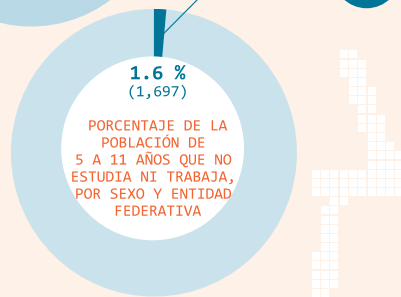 1.6 %
(1,697)
PORCENTAJE DE LA
POBLACIÓN DE
5 A 11 AÑOS QUE NO
ESTUDIA NI TRABAJA,
POR SEXO Y ENTIDAD
FEDERATIVA